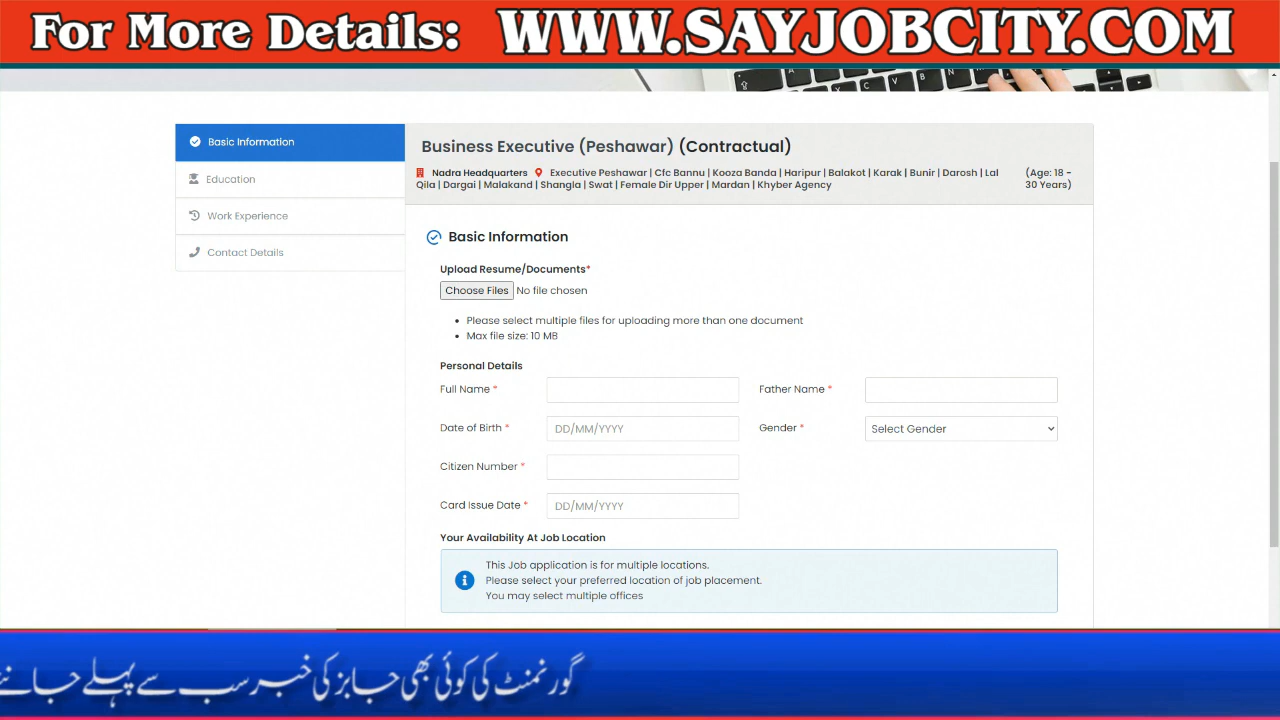 For More Details: WWW.SAYJOBCITY.COM
Basic Information
Education
Work Experience
Contact Details
Business Executive (Peshawar) (Contractual)
Nadra Headquarters Executive Peshawar | Cfc Bannu | Kooza Banda | Haripur | Balakot | Karak | Bunir | Darosh | Lal
Qila | Dargai | Malakand | Shangla | Swat | Female Dir Upper | Mardan | Khyber Agency
(Age: 18 -
30 Years)
Basic Information
Upload Resume/Documents*
Choose Files No file chosen
• Please select multiple files for uploading more than one document
• Max file size: 10 MB
Personal Details
Full Name *
Father Name *
Date of Birth * DD/MM/YYYY
Gender * Select Gender
Citizen Number *
Card Issue Date * DD/MM/YYYY
Your Availability At Job Location
This Job application is for multiple locations.
Please select your preferred location of job placement.
You may select multiple offices
گورنمنٹ کی کوئی بھی جابز کی خبر سب سے پہلے جاننے